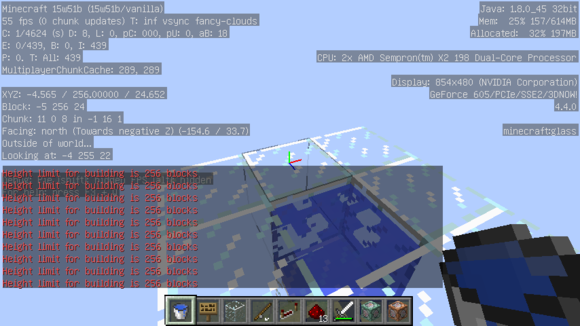 Minecraft 15w51b (15w51b/vanilla)
55 fps (0 chunk updates) T: inf vsync fancy-clouds
C: 1/4624 (s) D: 8, L: 0, pC: 000, pU: 0, aB: 18
E: 0/439, B: 0, I: 439
P: 0. T: All: 439
MultiplayerChunkCache: 289, 289
XYZ: -4.565 / 256.00000 / 24.652
Block: -5 256 24
Chunk: 11 0 8 in -1 16 1
Facing: north (Towards negative Z) (-154.6 / 33.7)
Outside of world...
Looking at: -4 255 22
Java: 1.8.0_45 32bit
Mem: 25% 157/614MB
Allocated: 32% 197MB
CPU: 2x AMD Sempron(tm) X2 198 Dual-Core Processor
Display: 854x480 (NVIDIA Corporation)
GeForce 605/PCIe/SSE2/3DNOW!
4.4.0
minecraft:glass
Height limit for building is 256 blocks
Height limit for building is 256 blocks
Height limit for building is 256 blocks
Height limit for building is 256 blocks
Height limit for building is 256 blocks
Height limit for building is 256 blocks
Height limit for building is 256 blocks
Height limit for building is 256 blocks
Height limit for building is 256 blocks
Height limit for building is 256 blocks
13